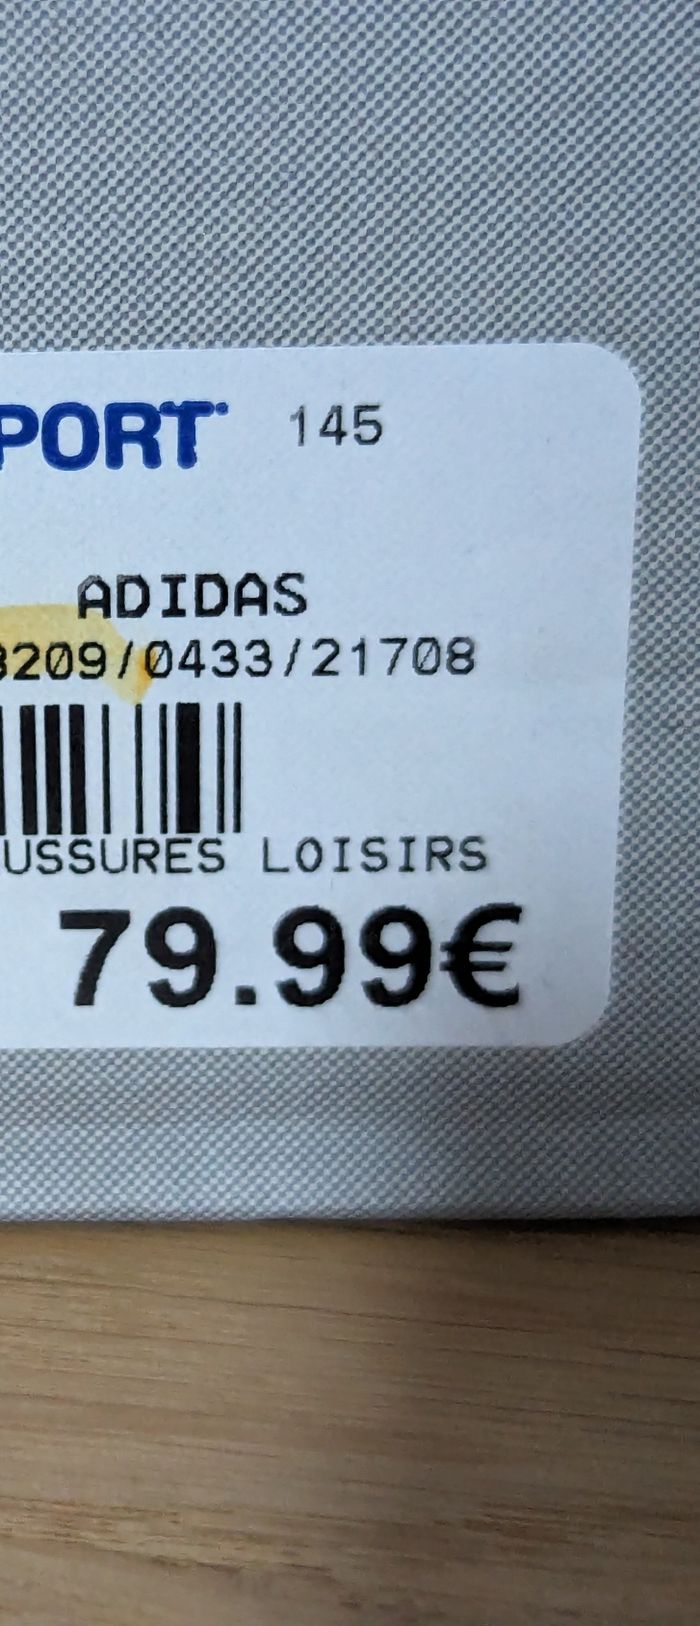 PORT 145
ADIDAS
3209/0433/21708
USSURES LOISIRS
79.99€